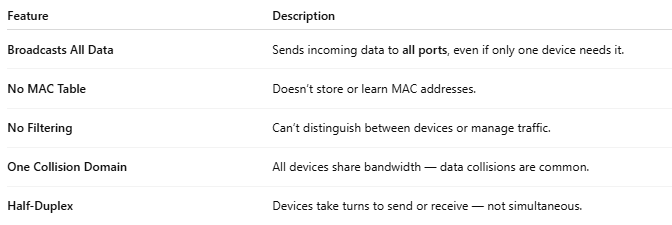 Feature Description
Broadcasts All Data Sends incoming data to all ports, even if only one device needs it.
No MAC Table Doesn't store or learn MAC addresses.
No Filtering Can't distinguish between devices or manage traffic.
One Collision Domain All devices share bandwidth — data collisions are common.
Half-Duplex Devices take turns to send or receive — not simultaneous.